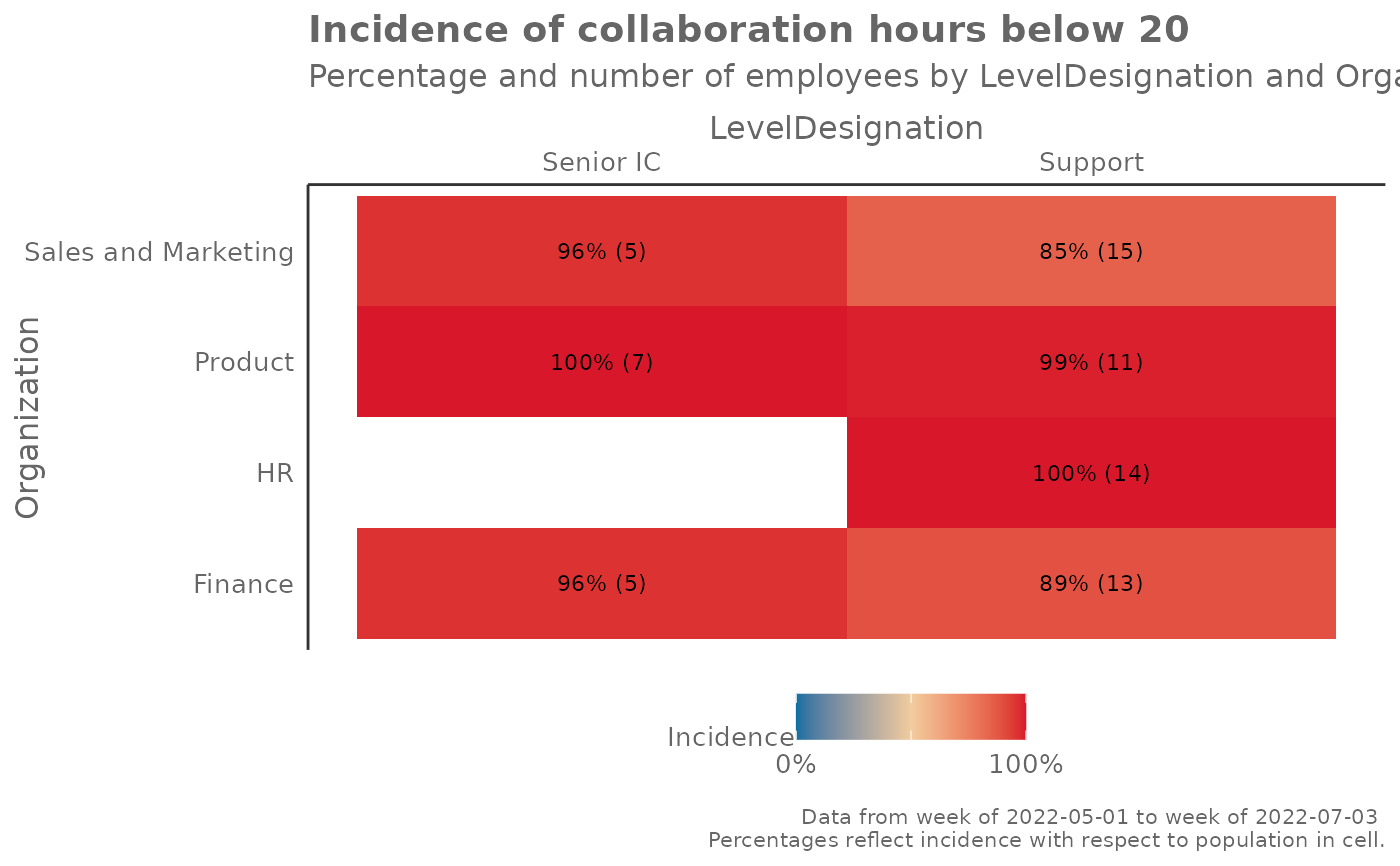 Incidence of collaboration hours below 20
Percentage and number of employees by LevelDesignation and Orga
LevelDesignation
Senior IC Support
Organization
Sales and Marketing 96% (5) 85% (15)
Product 100% (7) 99% (11)
HR 100% (14)
Finance 96% (5) 89% (13)
Incidence
0% 100%
Data from week of 2022-05-01 to week of 2022-07-03
Percentages reflect incidence with respect to population in cell.